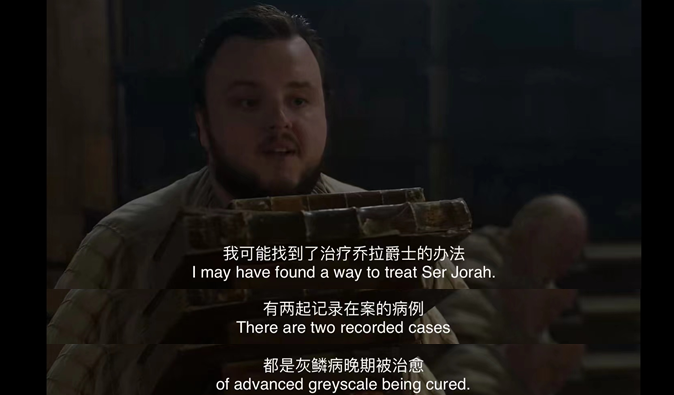 我可能找到了治疗乔拉爵士的办法
I may have found a way to treat Ser Jorah.
有两起记录在案的病例
There are two recorded cases
都是灰鳞病晚期被治愈
of advanced greyscale being cured.